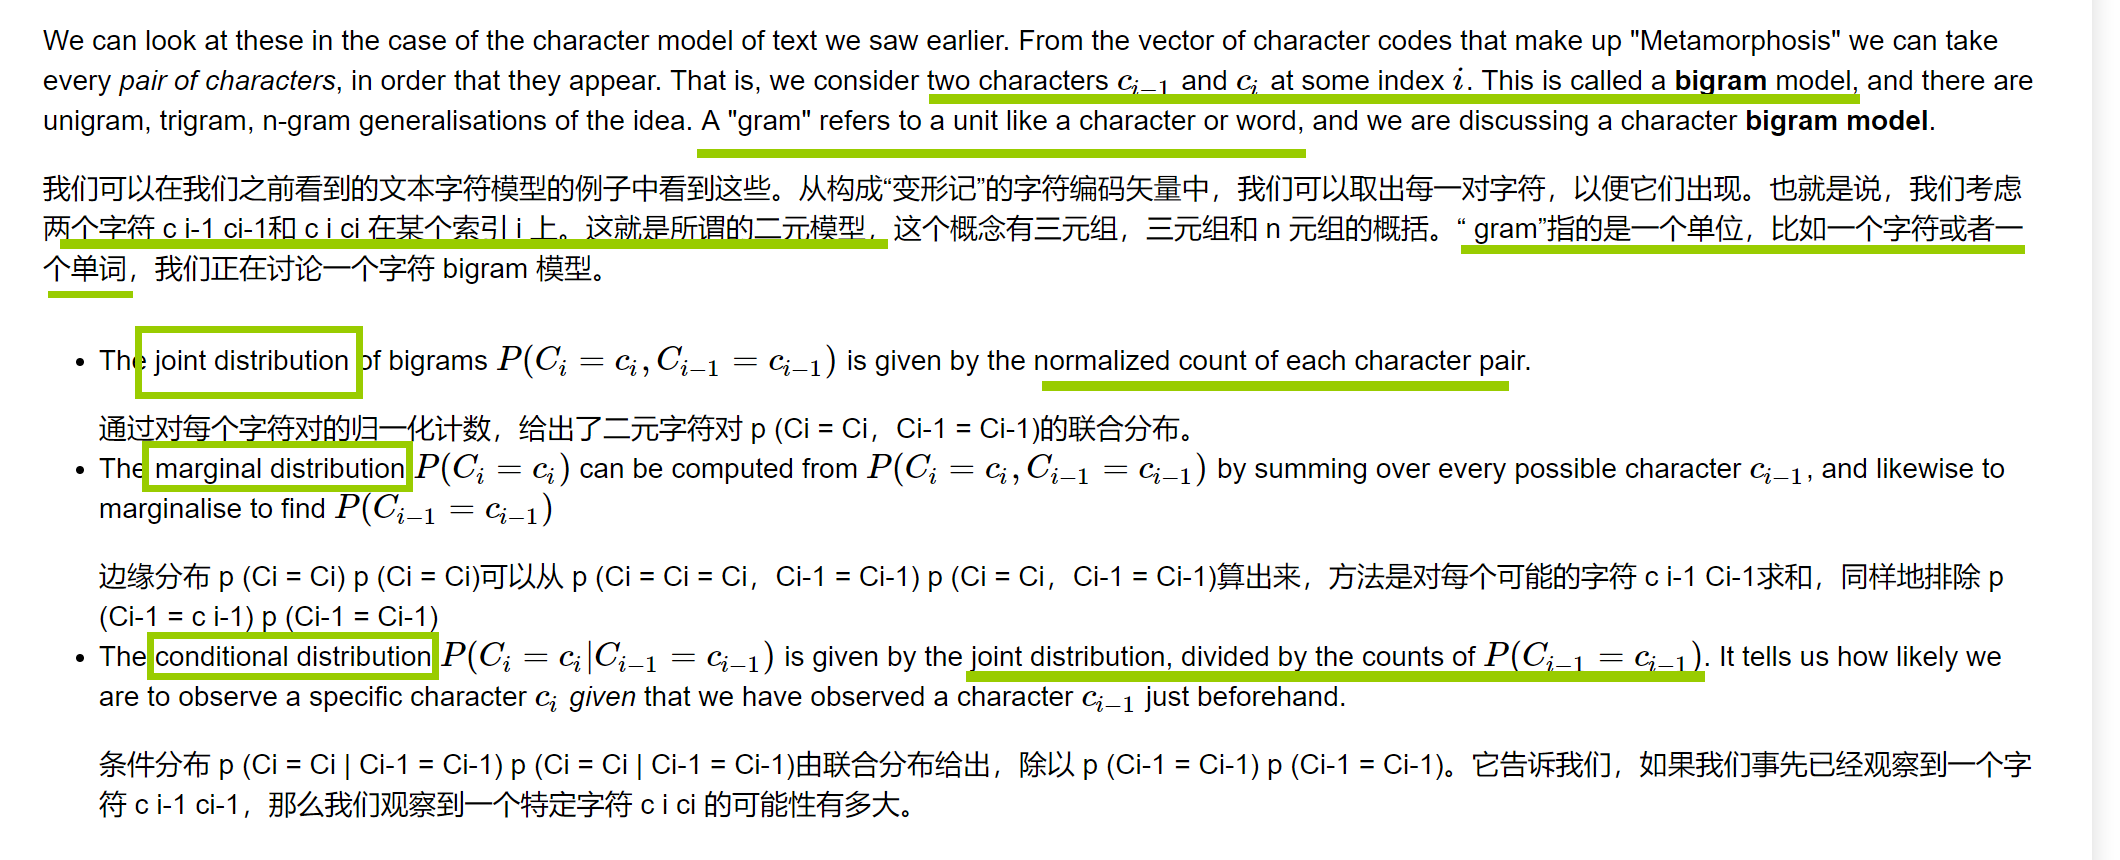 We can look at these in the case of the character model of text we saw earlier. From the vector of character codes that make up "Metamorphosis" we can take
every pair of characters, in order that they appear. That is, we consider two characters c_{i−1} and c_i at some index i. This is called a bigram model, and there are
unigram, trigram, n-gram generalisations of the idea. A "gram" refers to a unit like a character or word, and we are discussing a character bigram model.
我们可以在我们之前看到的文本字符模型的例子中看到这些。从构成“变形记”的字符编码矢量中，我们可以取出每一对字符，以便它们出现。也就是说，我们考虑
两个字符 c i-1 ci-1和 c i ci 在某个索引 i 上。这就是所谓的二元模型，这个概念有三元组，三元组和 n 元组的概括。“ gram”指的是一个单位，比如一个字符或者一
个单词，我们正在讨论一个字符 bigram 模型。
• The joint distribution of bigrams P(C_i = c_i, C_{i−1} = c_{i−1}) is given by the normalized count of each character pair.
通过对每个字符对的归一化计数，给出了二元字符对 p (Ci = Ci，Ci-1 = Ci-1)的联合分布。
• The marginal distribution P(C_i = c_i) can be computed from P(C_i = c_i, C_{i−1} = c_{i−1}) by summing over every possible character c_{i−1}, and likewise to
marginalise to find P(C_{i−1} = c_{i−1})
边缘分布 p (Ci = Ci) p (Ci = Ci)可以从 p (Ci = Ci = Ci，Ci-1 = Ci-1) p (Ci = Ci，Ci-1 = Ci-1)算出来，方法是对每个可能的字符 c i-1 Ci-1求和，同样地排除 p
(Ci-1 = c i-1) p (Ci-1 = Ci-1)
• The conditional distribution P(C_i = c_i|C_{i−1} = c_{i−1}) is given by the joint distribution, divided by the counts of P(C_{i−1} = c_{i−1}). It tells us how likely we
are to observe a specific character c_i given that we have observed a character c_{i−1} just beforehand.
条件分布 p (Ci = Ci | Ci-1 = Ci-1) p (Ci = Ci | Ci-1 = Ci-1)由联合分布给出，除以 p (Ci-1 = Ci-1) p (Ci-1 = Ci-1)。它告诉我们，如果我们事先已经观察到一个字
符 c i-1 ci-1，那么我们观察到一个特定字符 c i ci 的可能性有多大。